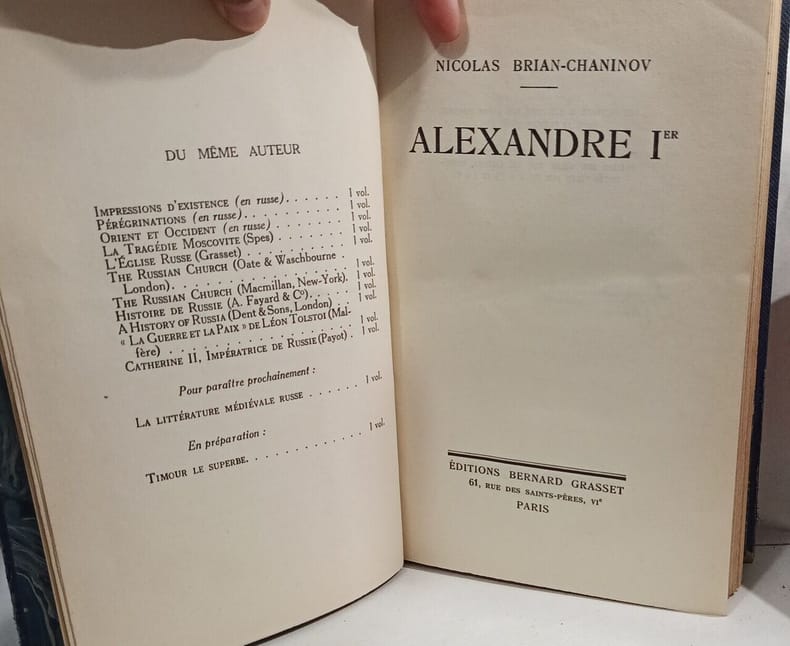 DU MÊME AUTEUR
IMPRESSIONS D'EXISTENCE (en russe) . . . . . . 1 vol.
PÉRÉGRINATIONS (en russe) . . . . . . . . . 1 vol.
ORIENT ET OCCIDENT (en russe) . . . . . . . 1 vol.
LA TRAGÉDIE MOSCOVITE (Spes) . . . . . . . 1 vol.
L'ÉGLISE RUSSE (Grasset) . . . . . . . . . . 1 vol.
THE RUSSIAN CHURCH (Oate & Waschbourne .
London) . . . . . . . . . . . . . . . 1 vol.
THE RUSSIAN CHURCH (Macmillan, New-York). 1 vol.
HISTOIRE DE RUSSIE (A. Fayard & Co) . . . . 1 vol.
A HISTORY OF RUSSIA (Dent & Sons, London) . . 1 vol.
« LA GUERRE ET LA PAIX » DE LÉON TOLSTOI (Mal-
fère) . . . . . . . . . . . . . . . . 1 vol.
CATHERINE II, IMPÉRATRICE DE RUSSIE (Payot) . 1 vol.
Pour paraître prochainement :
LA LITTÉRATURE MÉDIÉVALE RUSSE . . . . . . 1 vol.
En préparation :
TIMOUR LE SUPERBE. . . . . . . . . . . . . 1 vol.
NICOLAS BRIAN-CHANINOV
ALEXANDRE IER
ÉDITIONS BERNARD GRASSET
61, RUE DES SAINTS-PÈRES, VIe
PARIS